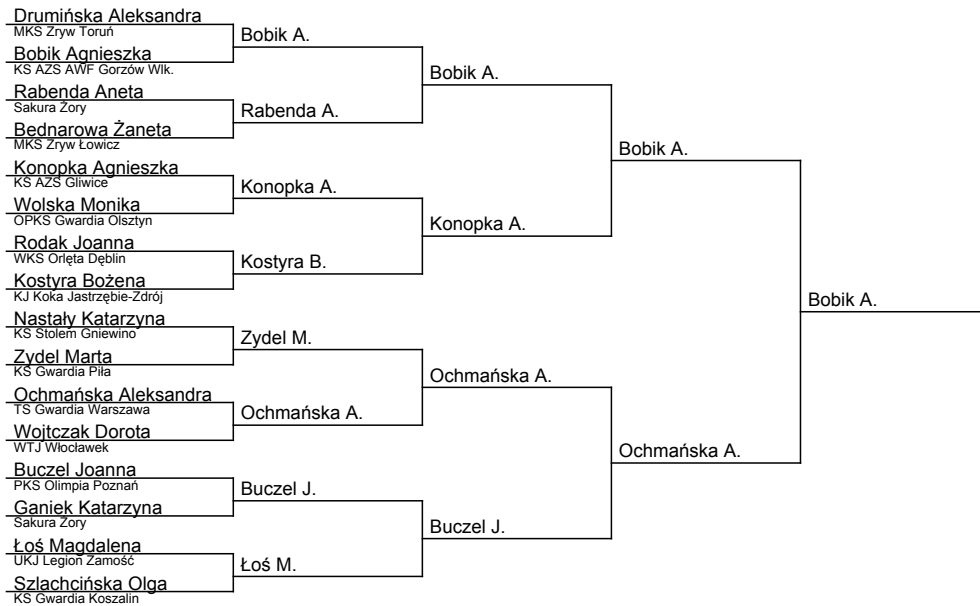 Drumińska Aleksandra
MKS Zryw Toruń
Bobik Agnieszka
KS AZS AWF Gorzów Wlk.
Rabenda Aneta
Sakura Żory
Bednarowa Żaneta
MKS Zryw Łowicz
Konopka Agnieszka
KS AZS Gliwice
Wolska Monika
OPKS Gwardia Olsztyn
Rodak Joanna
WKS Orlęta Dęblin
Kostyra Bożena
KJ Koka Jastrzębie-Zdrój
Nastały Katarzyna
KS Stolem Gniewino
Zydel Marta
KS Gwardia Piła
Ochmańska Aleksandra
TS Gwardia Warszawa
Wojtczak Dorota
WTJ Włocławek
Buczel Joanna
PKS Olimpia Poznań
Ganiek Katarzyna
Sakura Żory
Łoś Magdalena
UKJ Legion Zamość
Szlachcińska Olga
KS Gwardia Koszalin
Bobik A.
Rabenda A.
Konopka A.
Kostyra B.
Zydel M.
Ochmańska A.
Buczel J.
Łoś M.
Bobik A.
Konopka A.
Ochmańska A.
Buczel J.
Bobik A.
Ochmańska A.
Bobik A.